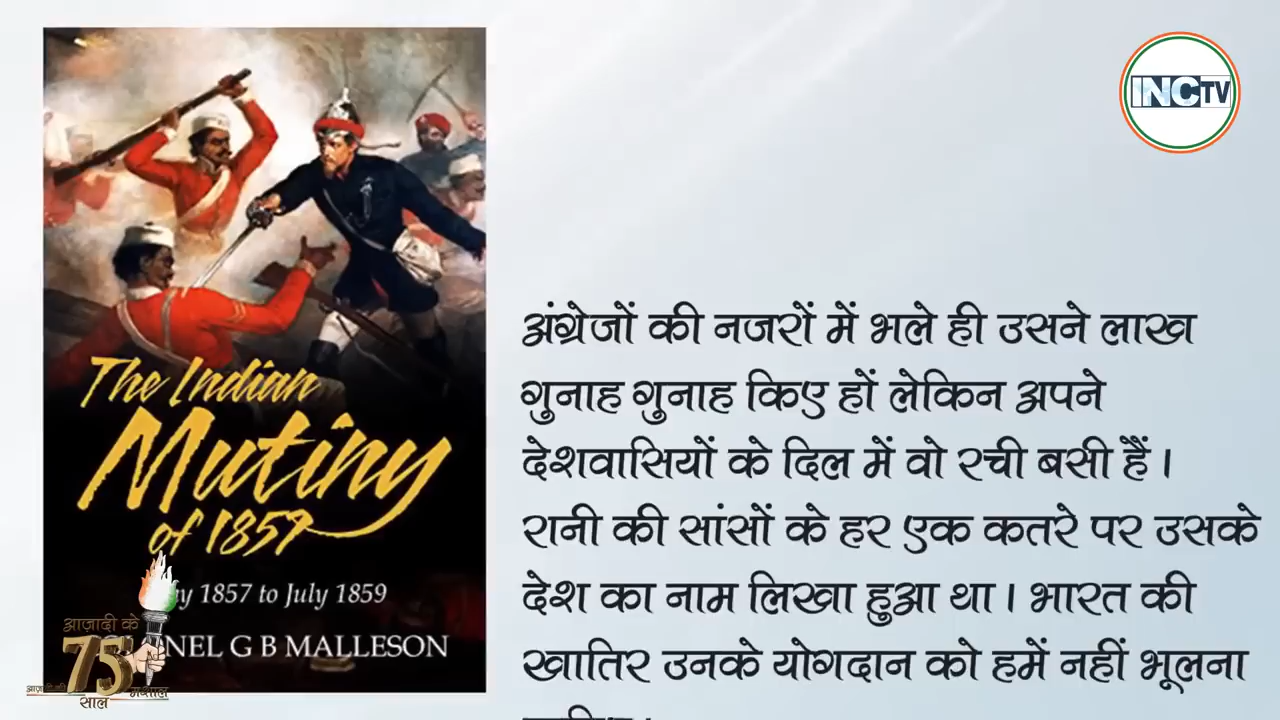 INCTV
The Indian
Mutiny
of 1857
1857 to July 1859
G B MALLESON
आज़ादी के
75
साल
मशाल
अंग्रेजों की नजरों में भले ही उसने लाख
गुनाह गुनाह किए हों लेकिन अपने
देशवासियों के दिल में वो रची बसी हैं।
रानी की सांसों के हर एक कतरे पर उसके
देश का नाम लिखा हुआ था। भारत की
खातिर उनके योगदान को हमें नहीं भूलना